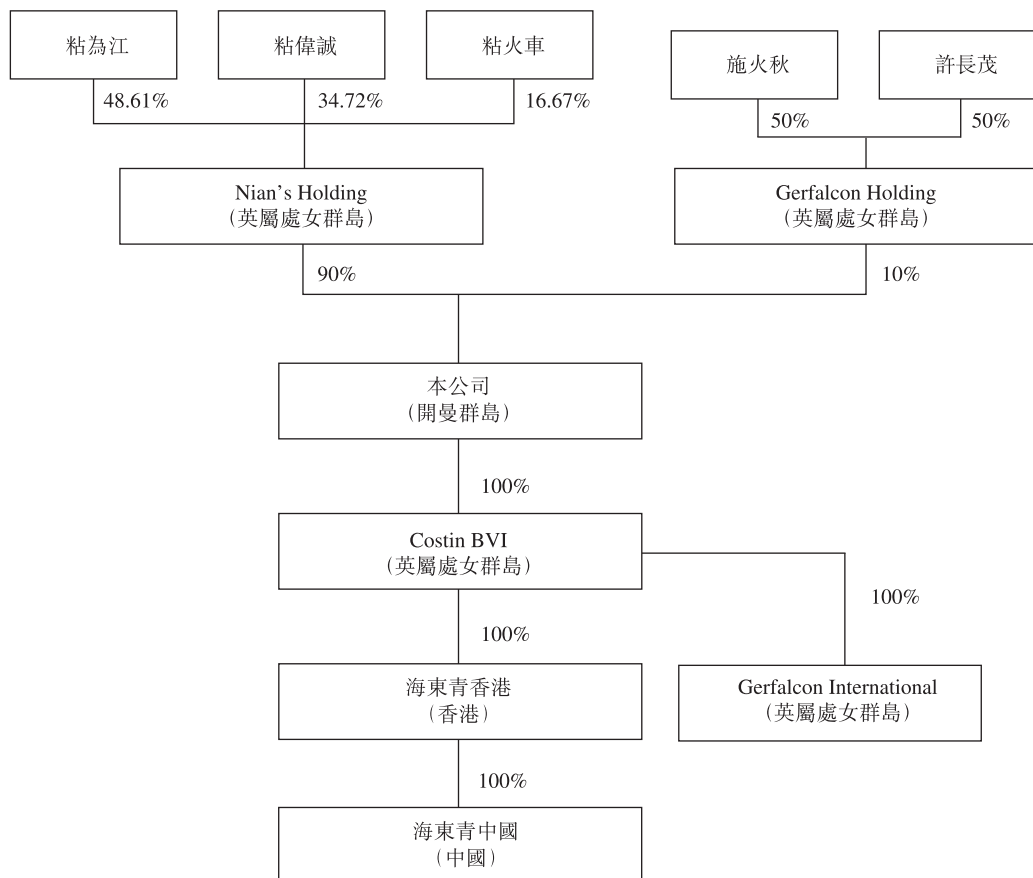 粘為江
粘偉誠
粘火車
施火秋
許長茂
48.61%
34.72%
16.67%
50%
50%
Nian's Holding
（英屬處女群島）
Gerfalcon Holding
（英屬處女群島）
90%
10%
本公司
（開曼群島）
100%
Costin BVI
（英屬處女群島）
100%
100%
海東青香港
（香港）
Gerfalcon International
（英屬處女群島）
100%
海東青中國
（中國）